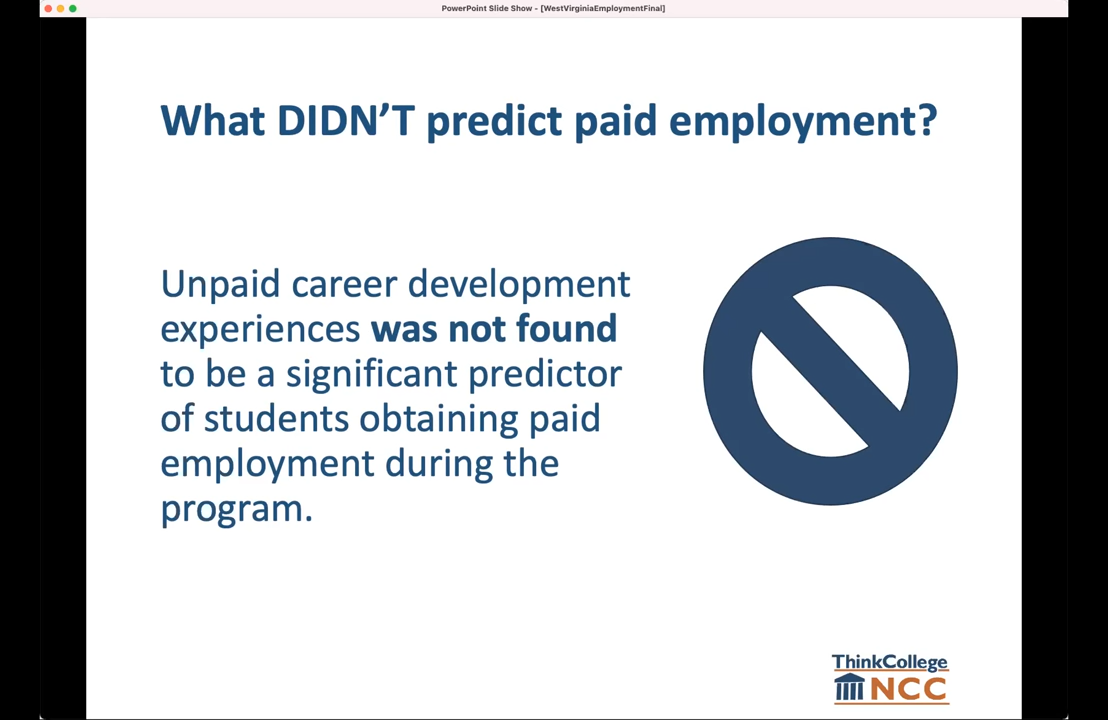 PowerPoint Slide Show - [WestVirginiaEmploymentFinal]
What DIDN'T predict paid employment?
Unpaid career development
experiences was not found
to be a significant predictor
of students obtaining paid
employment during the
program.
ThinkCollege
NCC